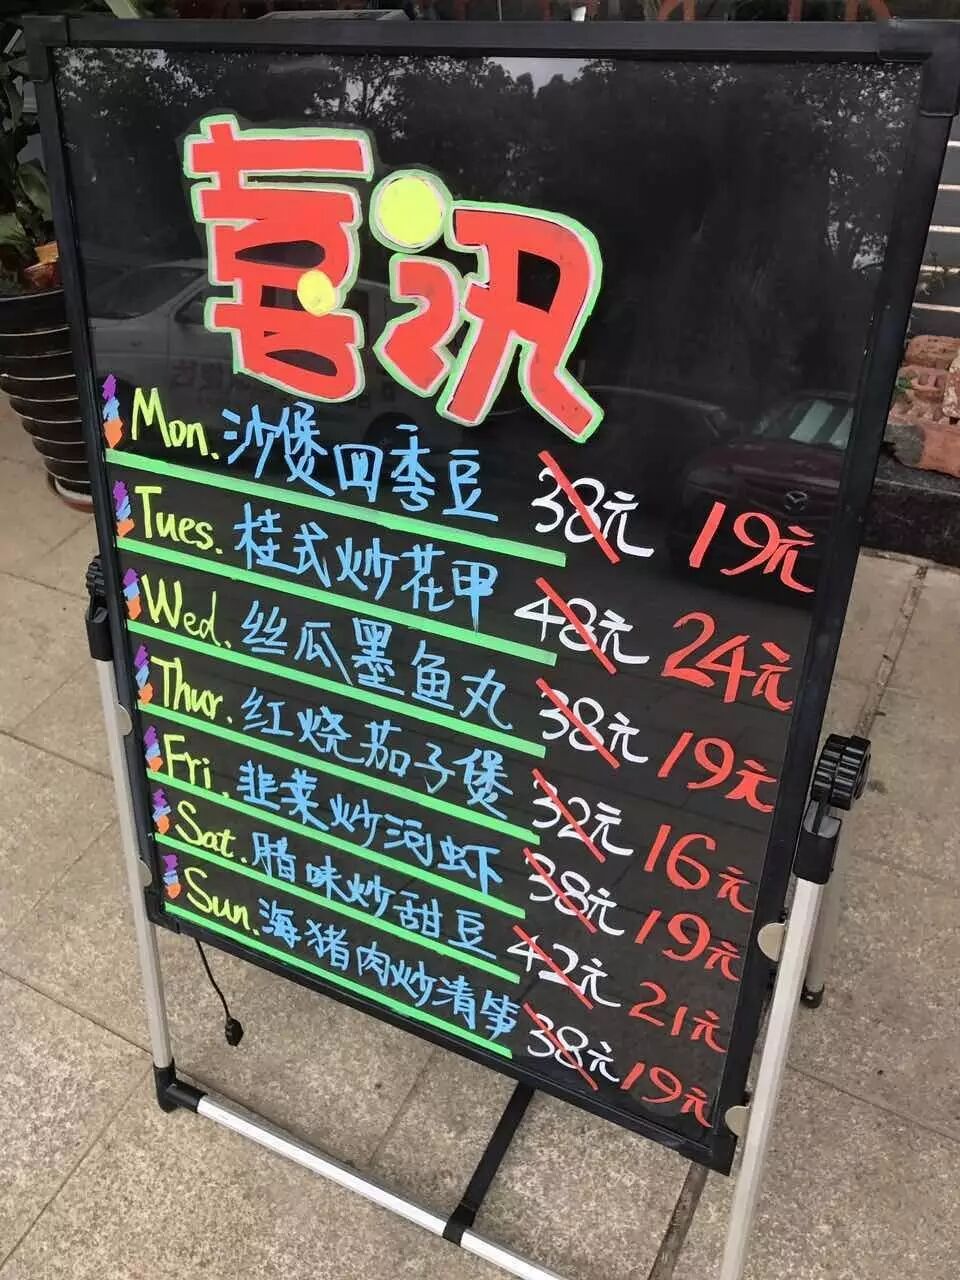 喜讯
Mon. 沙煲四季豆 38元 19元
Tues. 桂式炒花甲 48元 24元
Wed. 丝瓜墨鱼丸 38元 19元
Thur. 红烧茄子煲 32元 16元
Fri. 韭菜炒河虾 38元 19元
Sat. 腊味炒甜豆 42元 21元
Sun. 海猪肉炒清笋 38元 19元